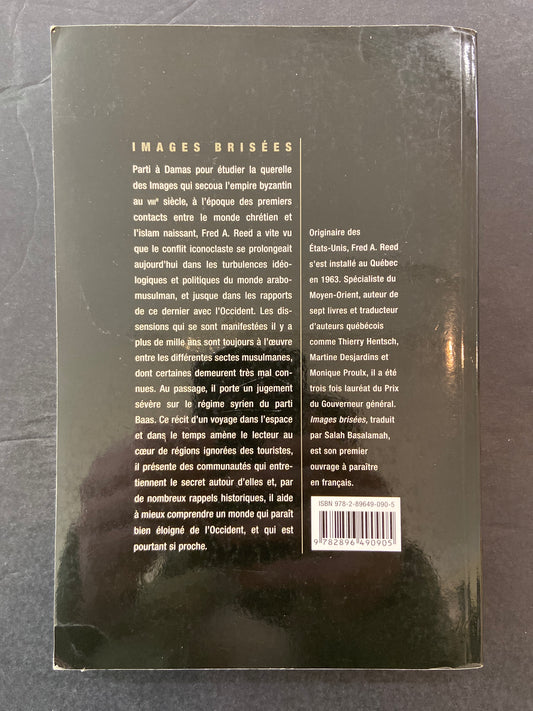 IMAGES BRISÉES
Parti à Damas pour étudier la querelle
des Images qui secoua l'empire byzantin
au VIIIe siècle, à l'époque des premiers
contacts entre le monde chrétien et
l'islam naissant, Fred A. Reed a vite vu
que le conflit iconoclaste se prolongeait
aujourd'hui dans les turbulences idéo-
logiques et politiques du monde arabo-
musulman, et jusque dans les rapports
de ce dernier avec l'Occident. Les dis-
sensions qui se sont manifestées il y a
plus de mille ans sont toujours à l'œuvre
entre les différentes sectes musulmanes,
dont certaines demeurent très mal con-
nues. Au passage, il porte un jugement
sévère sur le régime syrien du parti
Baas. Ce récit d'un voyage dans l'espace
et dans le temps amène le lecteur au
cœur de régions ignorées des touristes,
il présente des communautés qui entre-
tiennent le secret autour d'elles et, par
de nombreux rappels historiques, il aide
à mieux comprendre un monde qui paraît
bien éloigné de l'Occident, et qui est
pourtant si proche.
Originaire des
États-Unis, Fred A. Reed
s'est installé au Québec
en 1963. Spécialiste du
Moyen-Orient, auteur de
sept livres et traducteur
d'auteurs québécois
comme Thierry Hentsch,
Martine Desjardins et
Monique Proulx, il a été
trois fois lauréat du Prix
du Gouverneur général.
Images brisées, traduit
par Salah Basalamah,
est son premier
ouvrage à paraître
en français.
ISBN 978-2-89649-090-5
9 782896 490905